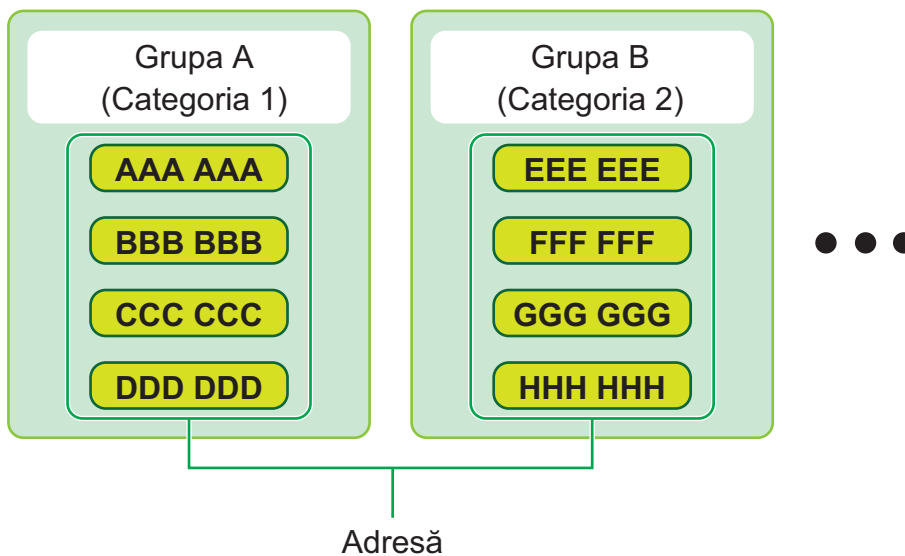 Grupa A
(Categoria 1)
AAA AAA
BBB BBB
CCC CCC
DDD DDD
Grupa B
(Categoria 2)
EEE EEE
FFF FFF
GGG GGG
HHH HHH
Adresă